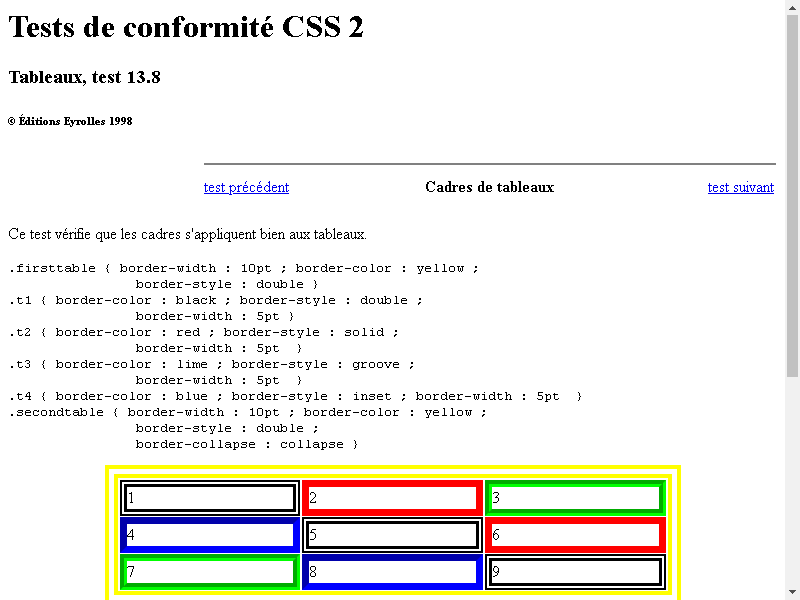 Tests de conformité CSS 2
Tableaux, test 13.8
© Éditions Eyrolles 1998
test précédent Cadres de tableaux test suivant
Ce test vérifie que les cadres s'appliquent bien aux tableaux.
.firsttable { border-width : 10pt ; border-color : yellow ;
border-style : double }
.t1 { border-color : black ; border-style : double ;
border-width : 5pt }
.t2 { border-color : red ; border-style : solid ;
border-width : 5pt  }
.t3 { border-color : lime ; border-style : groove ;
border-width : 5pt  }
.t4 { border-color : blue ; border-style : inset ; border-width : 5pt  }
.secondtable { border-width : 10pt ; border-color : yellow ;
border-style : double ;
border-collapse : collapse }
1 2 3
4 5 6
7 8 9